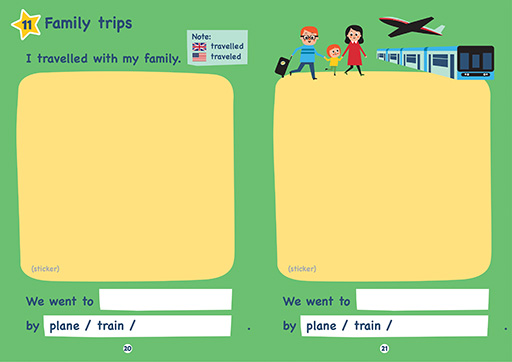 11 Family trips
Note:
travelled
traveled
I travelled with my family.
(sticker)
We went to
by plane / train / .
20
(sticker)
We went to
by plane / train / .
21